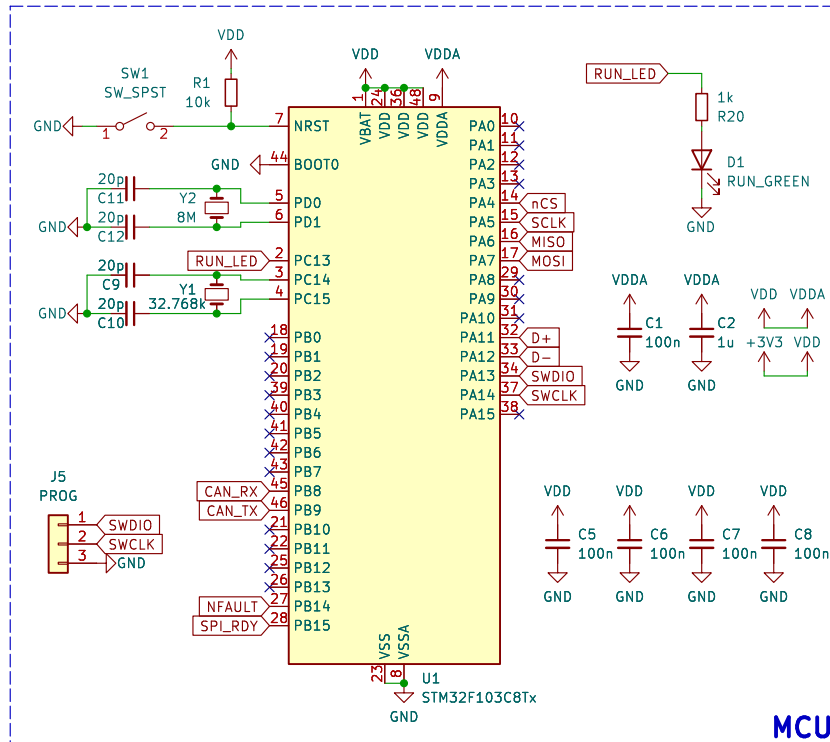 VDD
SW1
SW_SPST
R1
10k
GND
1
2
VDD
VDDA
1
24
36
48
9
VBAT
VDD
VDD
VDD
VDDA
7
NRST
44
BOOT0
GND
20p
C11
20p
C12
GND
Y2
8M
5
PD0
6
PD1
RUN_LED
2
PC13
20p
C9
20p
C10
GND
Y1
32.768k
3
PC14
4
PC15
18
PB0
19
PB1
20
PB2
39
PB3
40
PB4
41
PB5
42
PB6
43
PB7
CAN_RX
45
PB8
CAN_TX
46
PB9
21
PB10
22
PB11
25
PB12
26
PB13
NFAULT
27
PB14
SPI_RDY
28
PB15
PA0
10
PA1
11
PA2
12
PA3
13
PA4
14
nCS
PA5
15
SCLK
PA6
16
MISO
PA7
17
MOSI
PA8
29
PA9
30
PA10
31
PA11
32
D+
PA12
33
D-
PA13
34
SWDIO
PA14
37
SWCLK
PA15
38
VSS
VSSA
23
8
GND
U1
STM32F103C8Tx
J5
PROG
1
SWDIO
2
SWCLK
3
GND
RUN_LED
1k
R20
D1
RUN_GREEN
GND
VDDA
C1
100n
GND
VDDA
C2
1u
GND
VDD
VDDA
+3V3
VDD
VDD
C5
100n
GND
VDD
C6
100n
GND
VDD
C7
100n
GND
VDD
C8
100n
GND
MCU